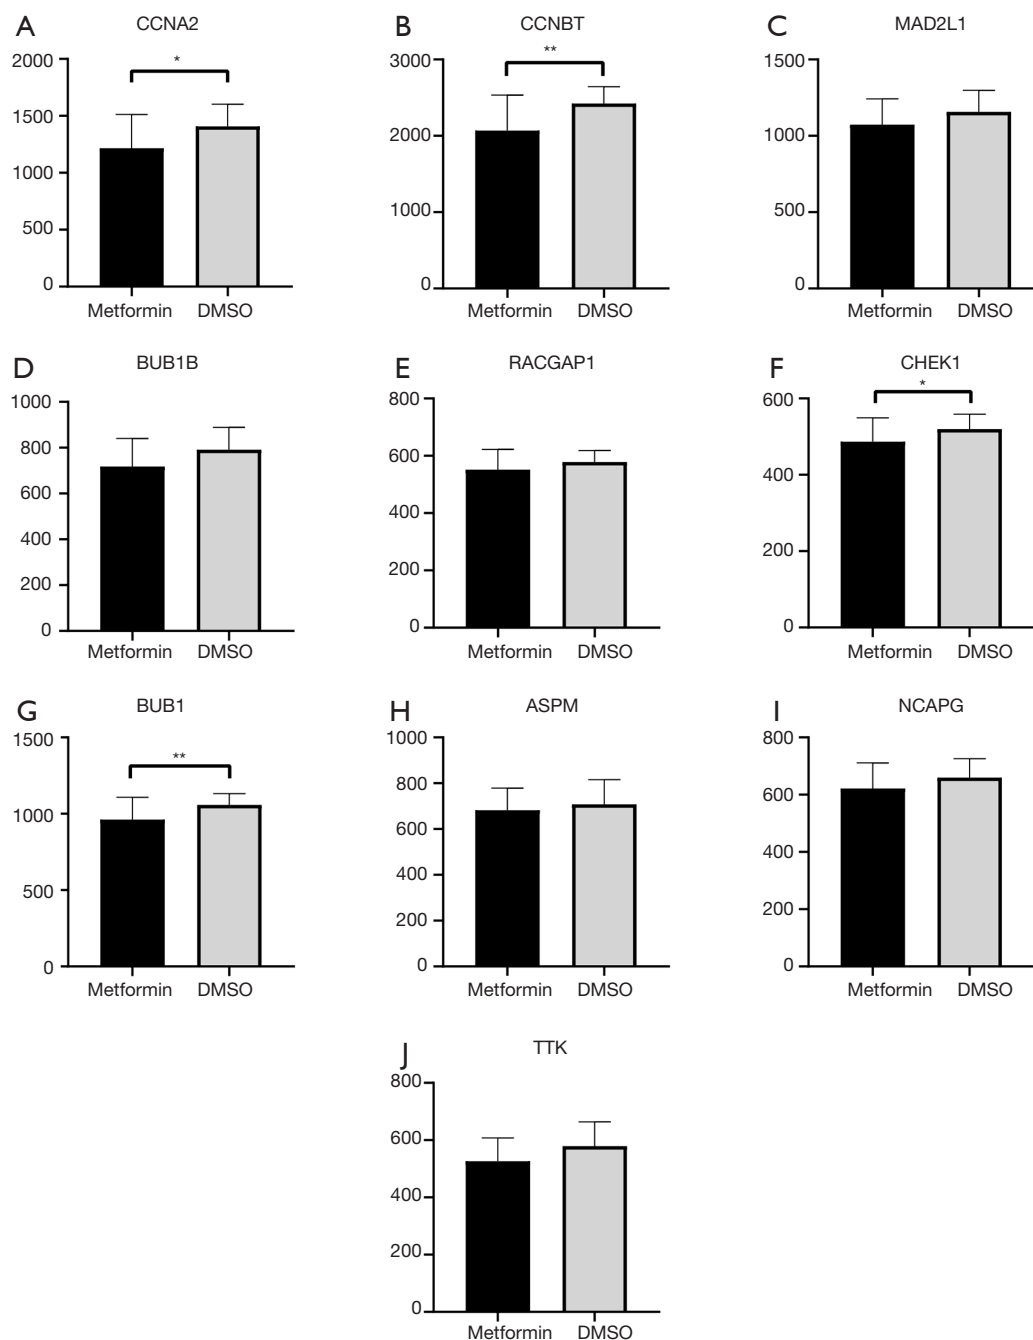 A
CCNA2
2000
1500
1000
500
0
*
Metformin DMSO
B
CCNBT
3000
2000
1000
0
**
Metformin DMSO
C
MAD2L1
1500
1000
500
0
Metformin DMSO
D
BUB1B
1000
800
600
400
200
0
Metformin DMSO
E
RACGAP1
800
600
400
200
0
Metformin DMSO
F
CHEK1
600
400
200
0
*
Metformin DMSO
G
BUB1
1500
1000
500
0
**
Metformin DMSO
H
ASPM
1000
800
600
400
200
0
Metformin DMSO
I
NCAPG
800
600
400
200
0
Metformin DMSO
J
TTK
800
600
400
200
0
Metformin DMSO